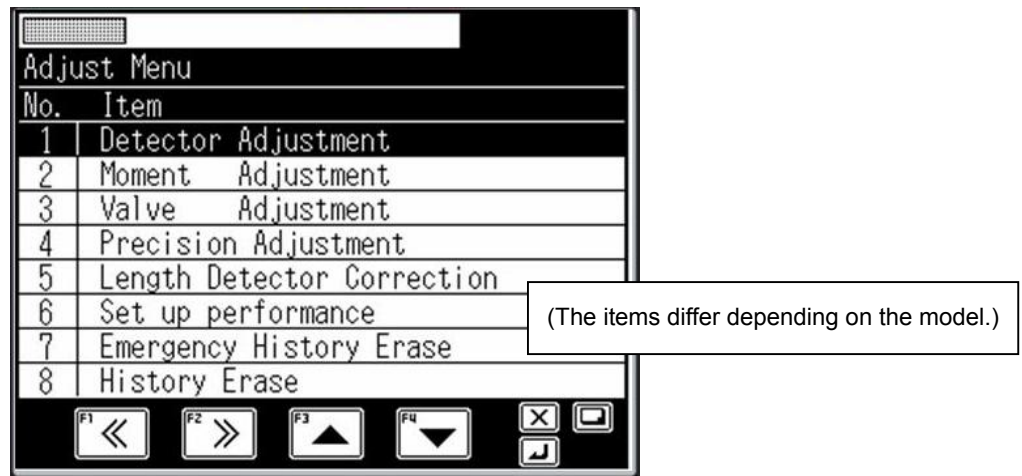 Adjust Menu
No. Item
1 Detector Adjustment
2 Moment Adjustment
3 Valve Adjustment
4 Precision Adjustment
5 Length Detector Correction
6 Set up performance
7 Emergency History Erase
8 History Erase
(The items differ depending on the model.)
F1 F2 F3 F4